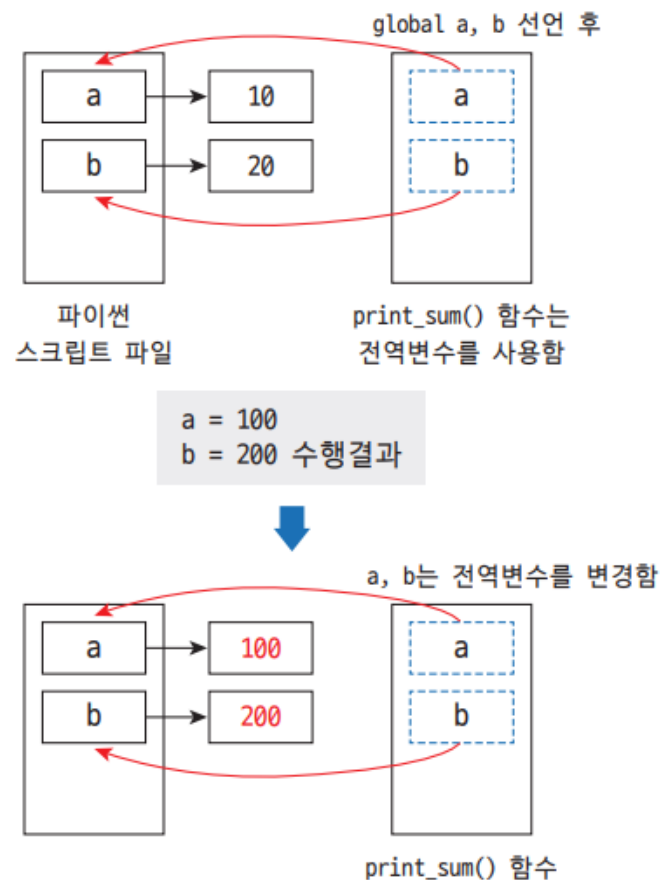 global a, b 선언 후
a
10
a
b
20
b
파이썬
스크립트 파일
print_sum() 함수는
전역변수를 사용함
a = 100
b = 200 수행결과
a, b는 전역변수를 변경함
a
100
a
b
200
b
print_sum() 함수